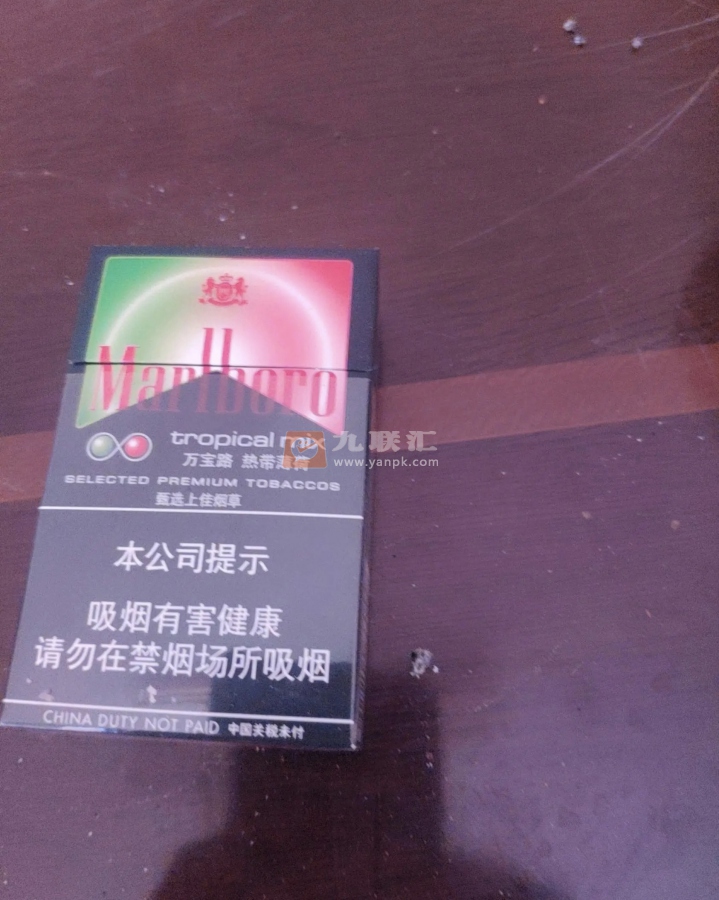 Marlboro
tropical mix
万宝路 热带薄荷
SELECTED PREMIUM TOBACCOS
甄选上佳烟草
本公司提示
吸烟有害健康
请勿在禁烟场所吸烟
CHINA DUTY NOT PAID 中国关税未付
九联汇
www.yanpk.com